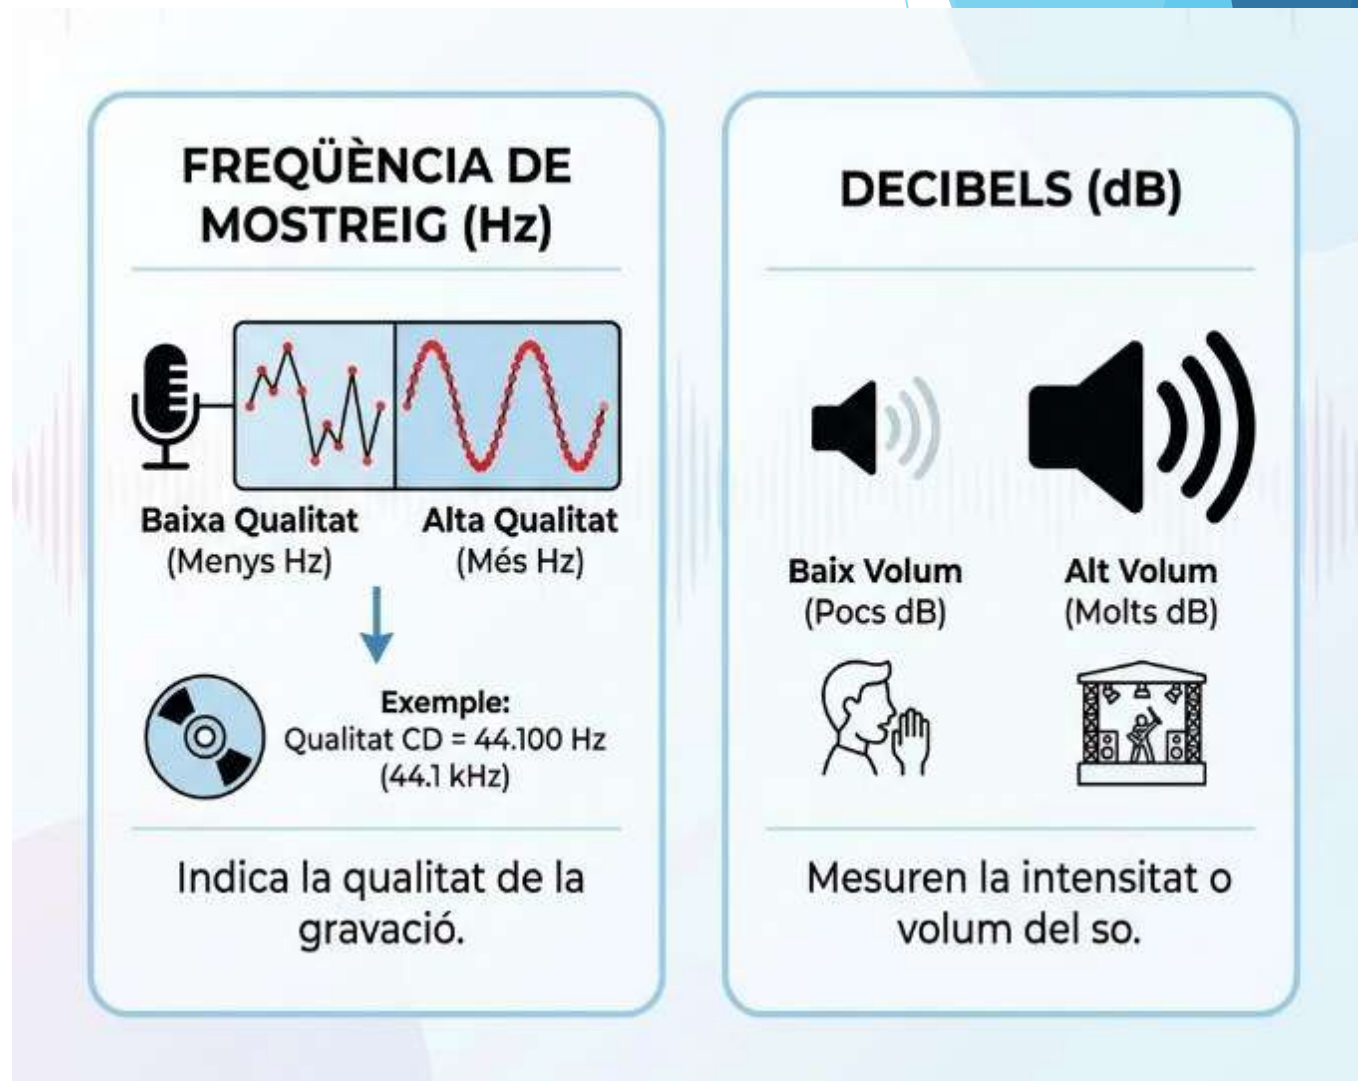 FREQÜÈNCIA DE
MOSTREIG (Hz)
Baixa Qualitat
(Menys Hz)
Alta Qualitat
(Més Hz)
Exemple:
Qualitat CD = 44.100 Hz
(44.1 kHz)
Indica la qualitat de la
gravació.
DECIBELS (dB)
Baix Volum
(Pocs dB)
Alt Volum
(Molts dB)
Mesuren la intensitat o
volum del so.